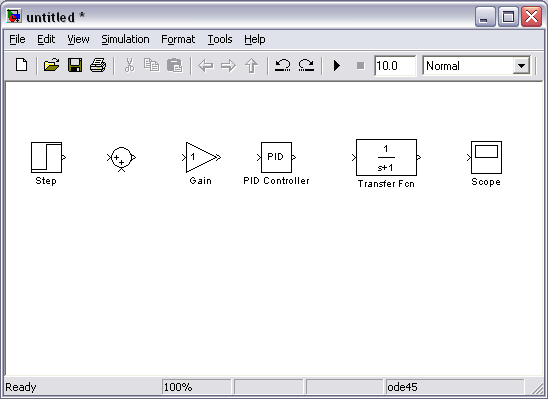 untitled *
File Edit View Simulation Format Tools Help
10.0 Normal
1 PID 1
s+1
Step Gain PID Controller Transfer Fcn Scope
Ready 100% ode45